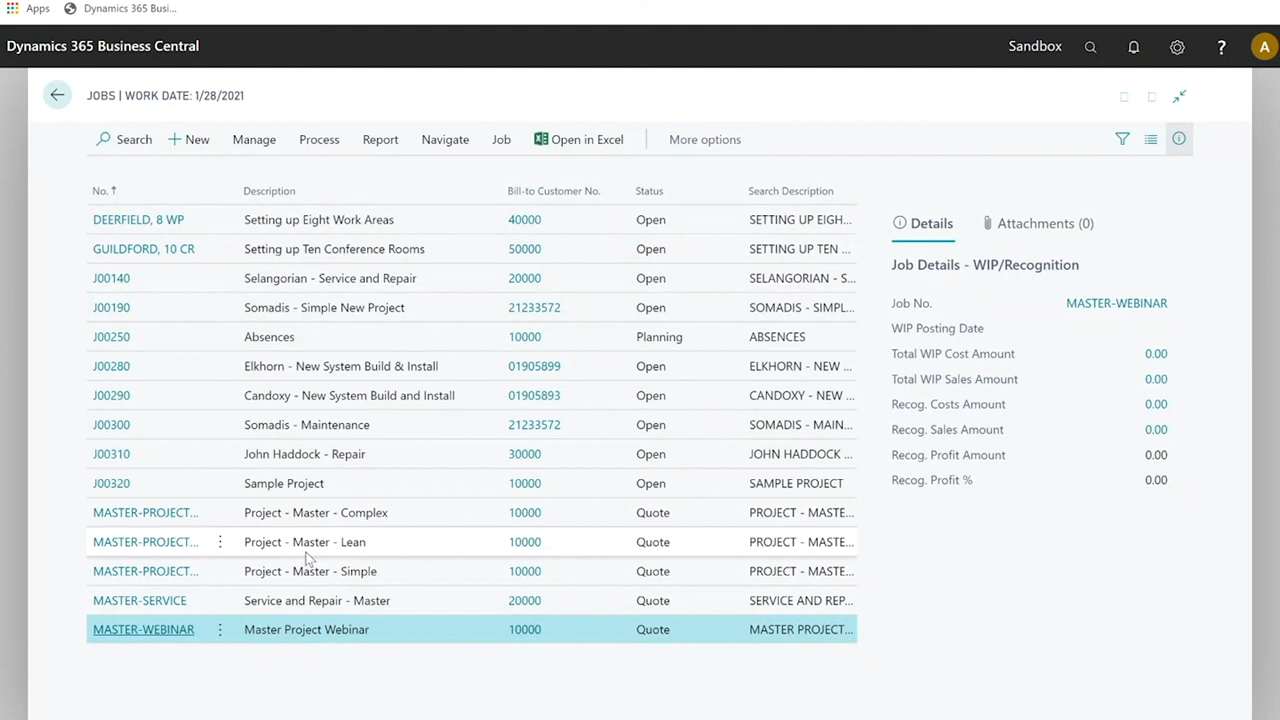 Apps Dynamics 365 Busi...
Dynamics 365 Business Central Sandbox ? A
JOBS | WORK DATE: 1/28/2021
Search + New Manage Process Report Navigate Job Open in Excel More options
No. ↑ Description Bill-to Customer No. Status Search Description
DEERFIELD, 8 WP Setting up Eight Work Areas 40000 Open SETTING UP EIGH...
GUILDFORD, 10 CR Setting up Ten Conference Rooms 50000 Open SETTING UP TEN ...
J00140 Selangorian - Service and Repair 20000 Open SELANGORIAN - S...
J00190 Somadis - Simple New Project 21233572 Open SOMADIS - SIMPL...
J00250 Absences 10000 Planning ABSENCES
J00280 Elkhorn - New System Build & Install 01905899 Open ELKHORN - NEW ...
J00290 Candoxy - New System Build and Install 01905893 Open CANDOXY - NEW ...
J00300 Somadis - Maintenance 21233572 Open SOMADIS - MAIN...
J00310 John Haddock - Repair 30000 Open JOHN HADDOCK ...
J00320 Sample Project 10000 Open SAMPLE PROJECT
MASTER-PROJECT... Project - Master - Complex 10000 Quote PROJECT - MASTE...
MASTER-PROJECT... Project - Master - Lean 10000 Quote PROJECT - MASTE...
MASTER-PROJECT... Project - Master - Simple 10000 Quote PROJECT - MASTE...
MASTER-SERVICE Service and Repair - Master 20000 Quote SERVICE AND REP...
MASTER-WEBINAR Master Project Webinar 10000 Quote MASTER PROJECT...
Details Attachments (0)
Job Details - WIP/Recognition
Job No. MASTER-WEBINAR
WIP Posting Date
Total WIP Cost Amount 0.00
Total WIP Sales Amount 0.00
Recog. Costs Amount 0.00
Recog. Sales Amount 0.00
Recog. Profit Amount 0.00
Recog. Profit % 0.00